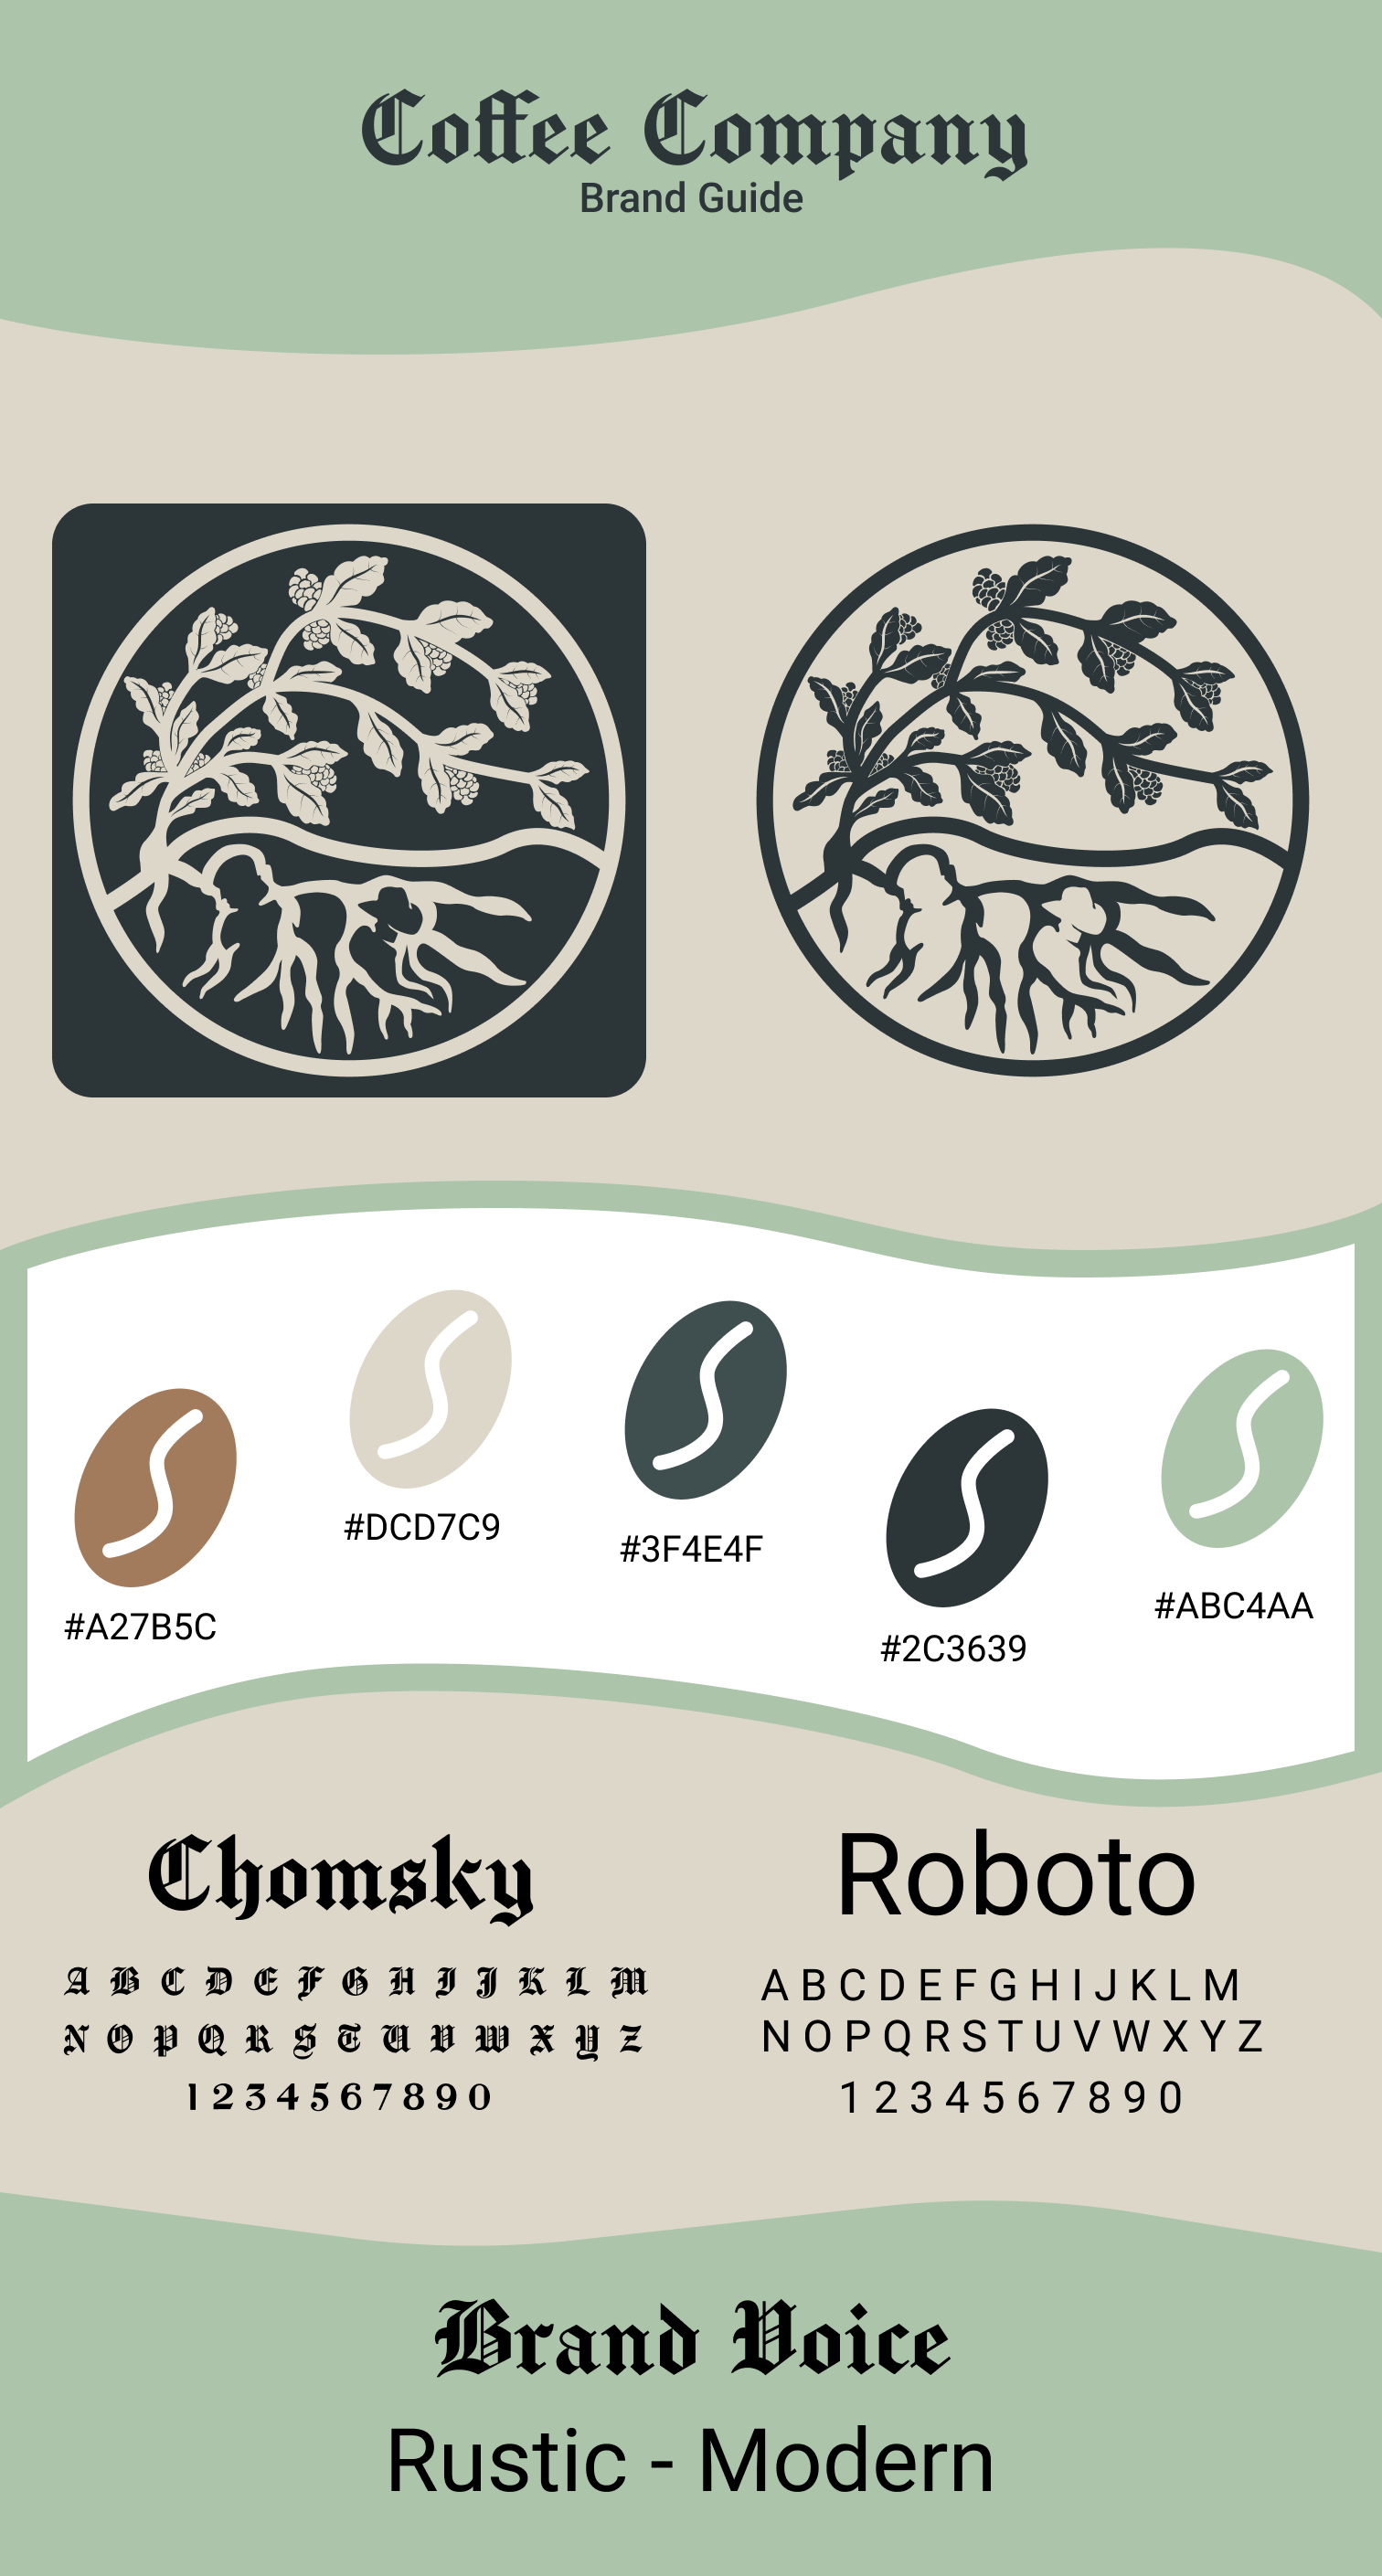 Coffee Company
Brand Guide
#DCD7C9
#3F4E4F
#ABC4AA
#A27B5C
#2C3639
Chomsky
A B C D E F G H I J K L M
N O P Q R S T U V W X Y Z
1 2 3 4 5 6 7 8 9 0
Roboto
A B C D E F G H I J K L M
N O P Q R S T U V W X Y Z
1 2 3 4 5 6 7 8 9 0
Brand Voice
Rustic - Modern